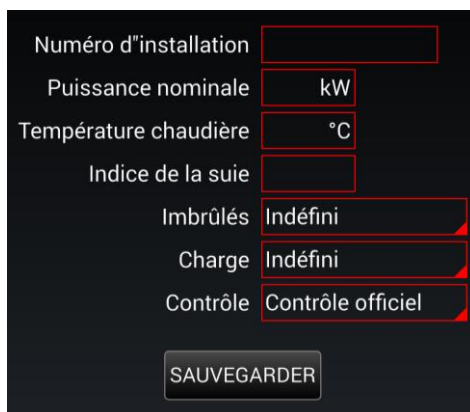 Numéro d"installation
Puissance nominale kW
Température chaudière °C
Indice de la suie
Imbrûlés Indéfini
Charge Indéfini
Contrôle Contrôle officiel
SAUVEGARDER